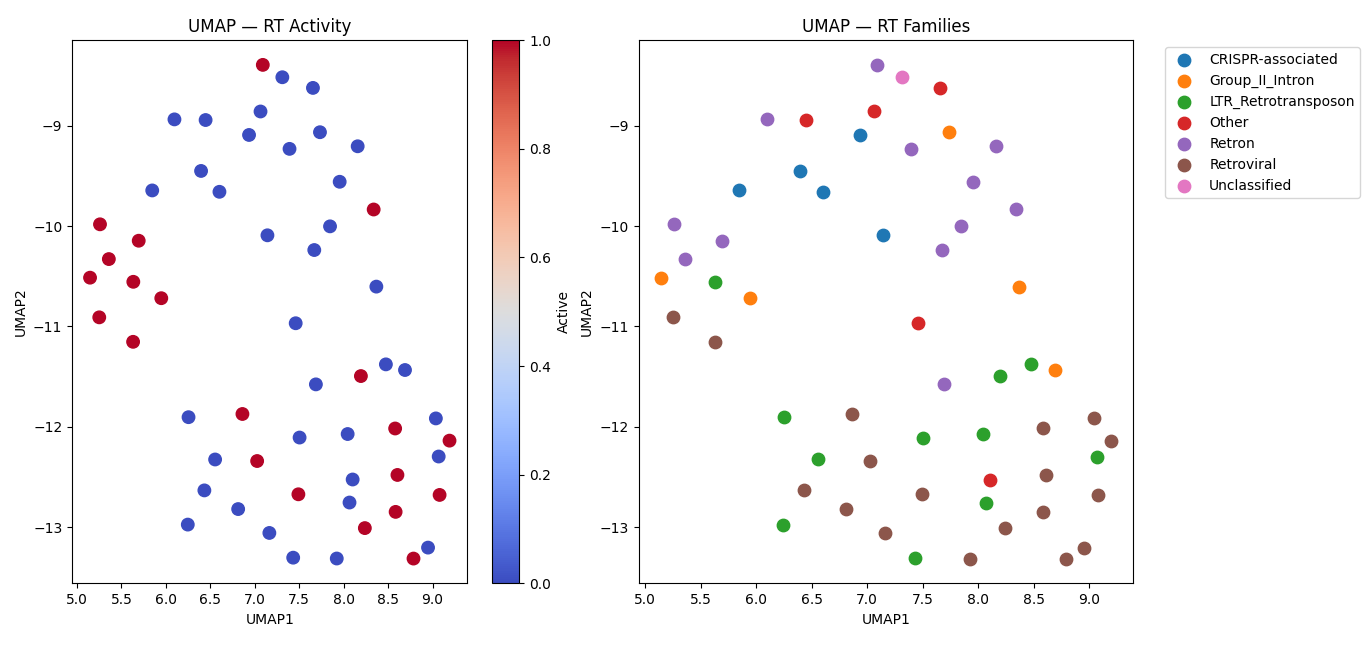 UMAP — RT Activity
UMAP2
−9
−10
−11
−12
−13
5.0 5.5 6.0 6.5 7.0 7.5 8.0 8.5 9.0
UMAP1
1.0
0.8
0.6
0.4
0.2
0.0
Active
UMAP — RT Families
UMAP2
−9
−10
−11
−12
−13
5.0 5.5 6.0 6.5 7.0 7.5 8.0 8.5 9.0
UMAP1
CRISPR-associated
Group_II_Intron
LTR_Retrotransposon
Other
Retron
Retroviral
Unclassified